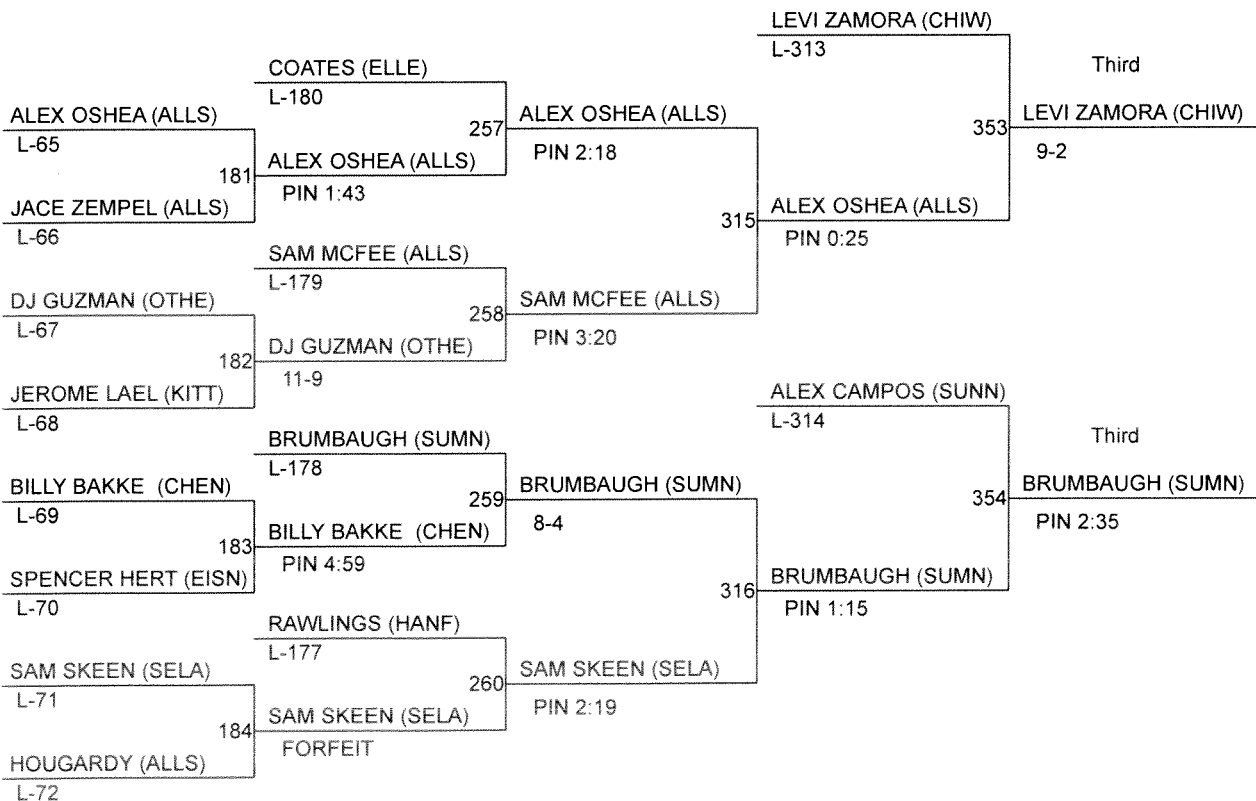 LEVI ZAMORA (CHIW)
L-313
COATES (ELLE)
L-180
Third
ALEX OSHEA (ALLS)
L-65
257
ALEX OSHEA (ALLS)
PIN 2:18
353
LEVI ZAMORA (CHIW)
9-2
181
ALEX OSHEA (ALLS)
PIN 1:43
JACE ZEMPEL (ALLS)
L-66
315
ALEX OSHEA (ALLS)
PIN 0:25
SAM MCFEE (ALLS)
L-179
DJ GUZMAN (OTHE)
L-67
258
SAM MCFEE (ALLS)
PIN 3:20
182
DJ GUZMAN (OTHE)
11-9
JEROME LAEL (KITT)
L-68
ALEX CAMPOS (SUNN)
L-314
BRUMBAUGH (SUMN)
L-178
Third
BILLY BAKKE (CHEN)
L-69
259
BRUMBAUGH (SUMN)
8-4
354
BRUMBAUGH (SUMN)
PIN 2:35
183
BILLY BAKKE (CHEN)
PIN 4:59
SPENCER HERT (EISN)
L-70
316
BRUMBAUGH (SUMN)
PIN 1:15
RAWLINGS (HANF)
L-177
SAM SKEEN (SELA)
L-71
260
SAM SKEEN (SELA)
PIN 2:19
184
SAM SKEEN (SELA)
FORFEIT
HOUGARDY (ALLS)
L-72